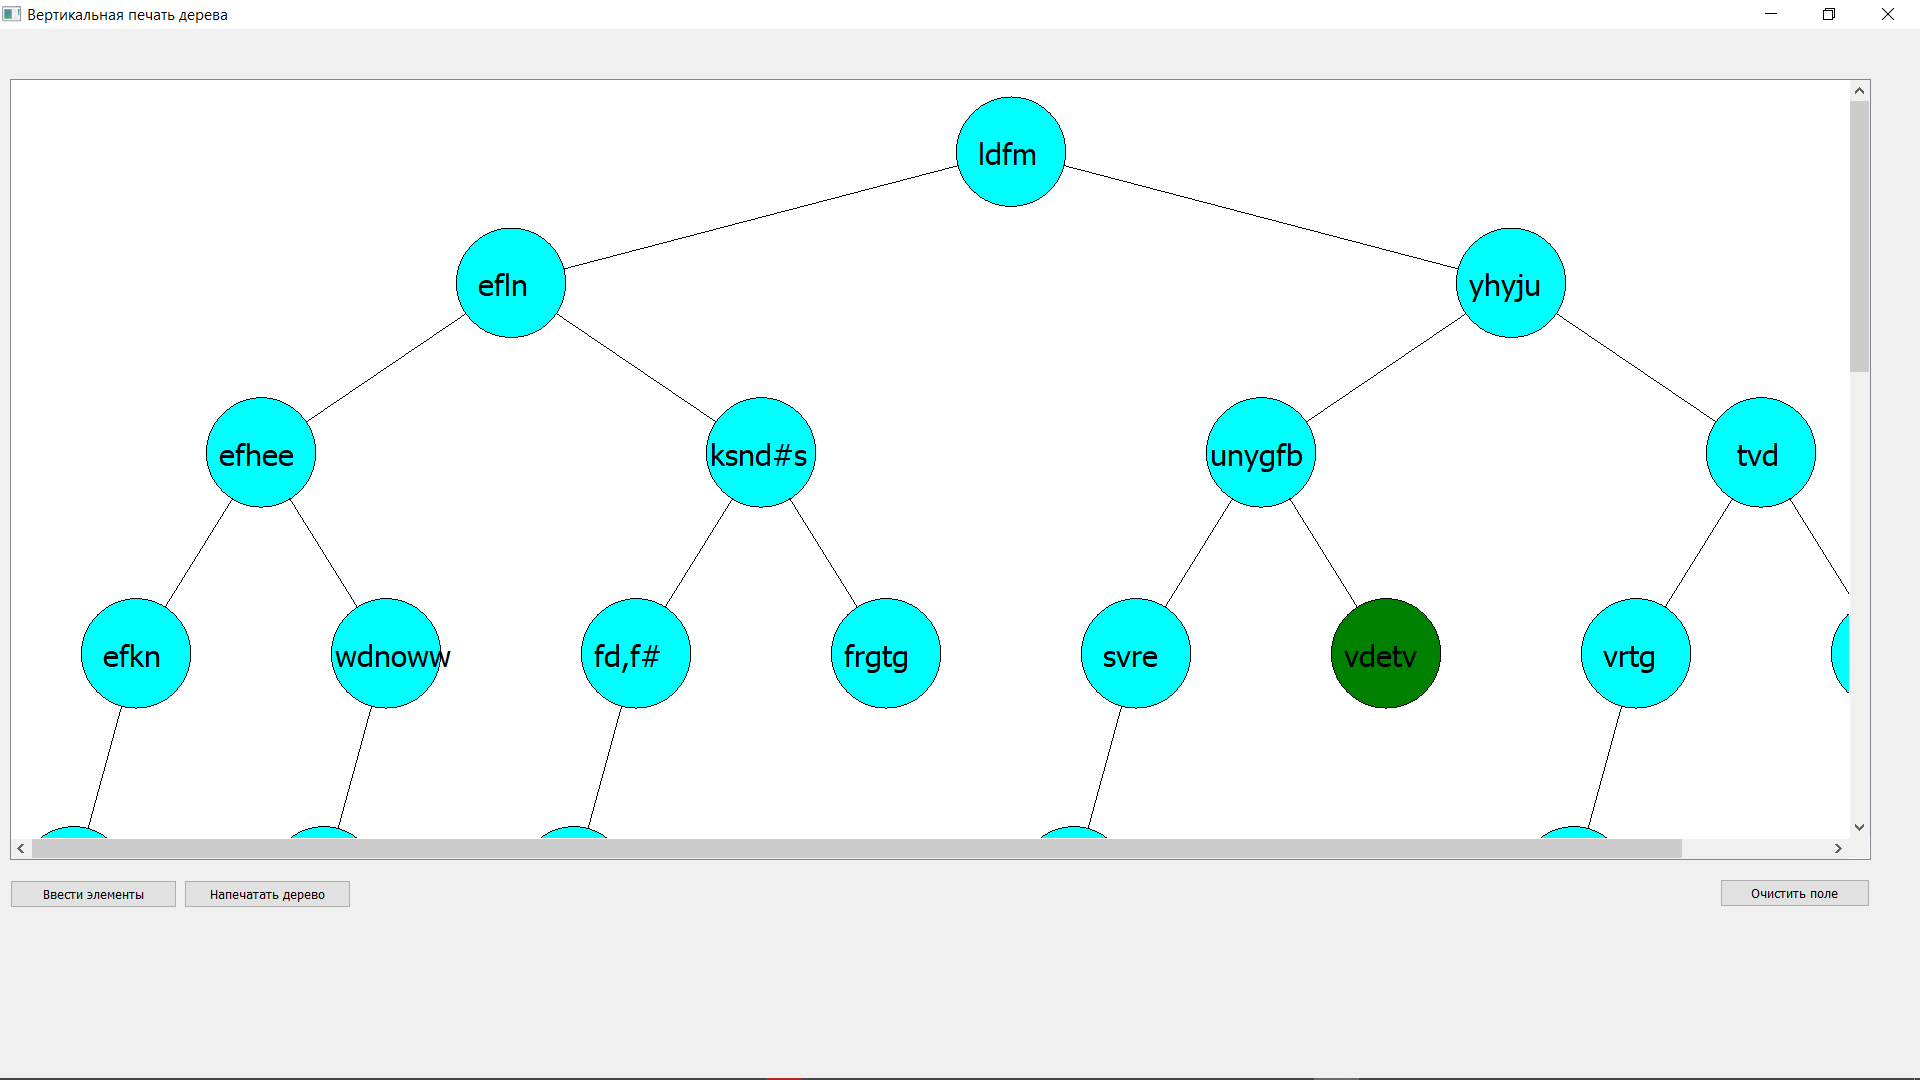 Вертикальная печать дерева
ldfm
efln
yhyju
efhee
ksnd#s
unygfb
tvd
efkn
wdnoww
fd,f#
frgtg
svre
vdetv
vrtg
Ввести элементы
Напечатать дерево
Очистить поле